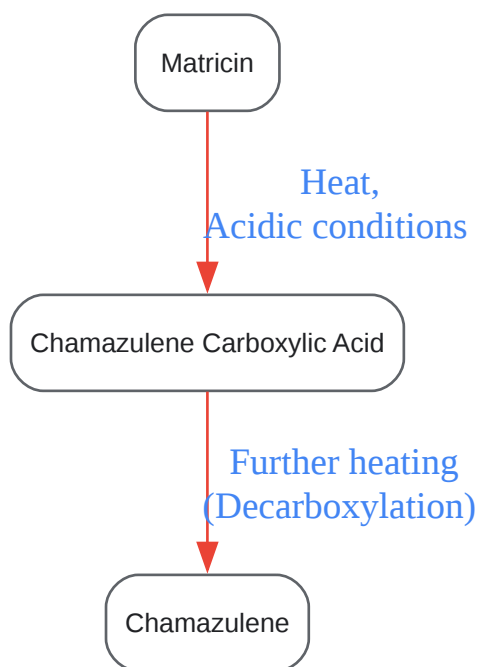 Matricin
Heat,
Acidic conditions
Chamazulene Carboxylic Acid
Further heating
(Decarboxylation)
Chamazulene